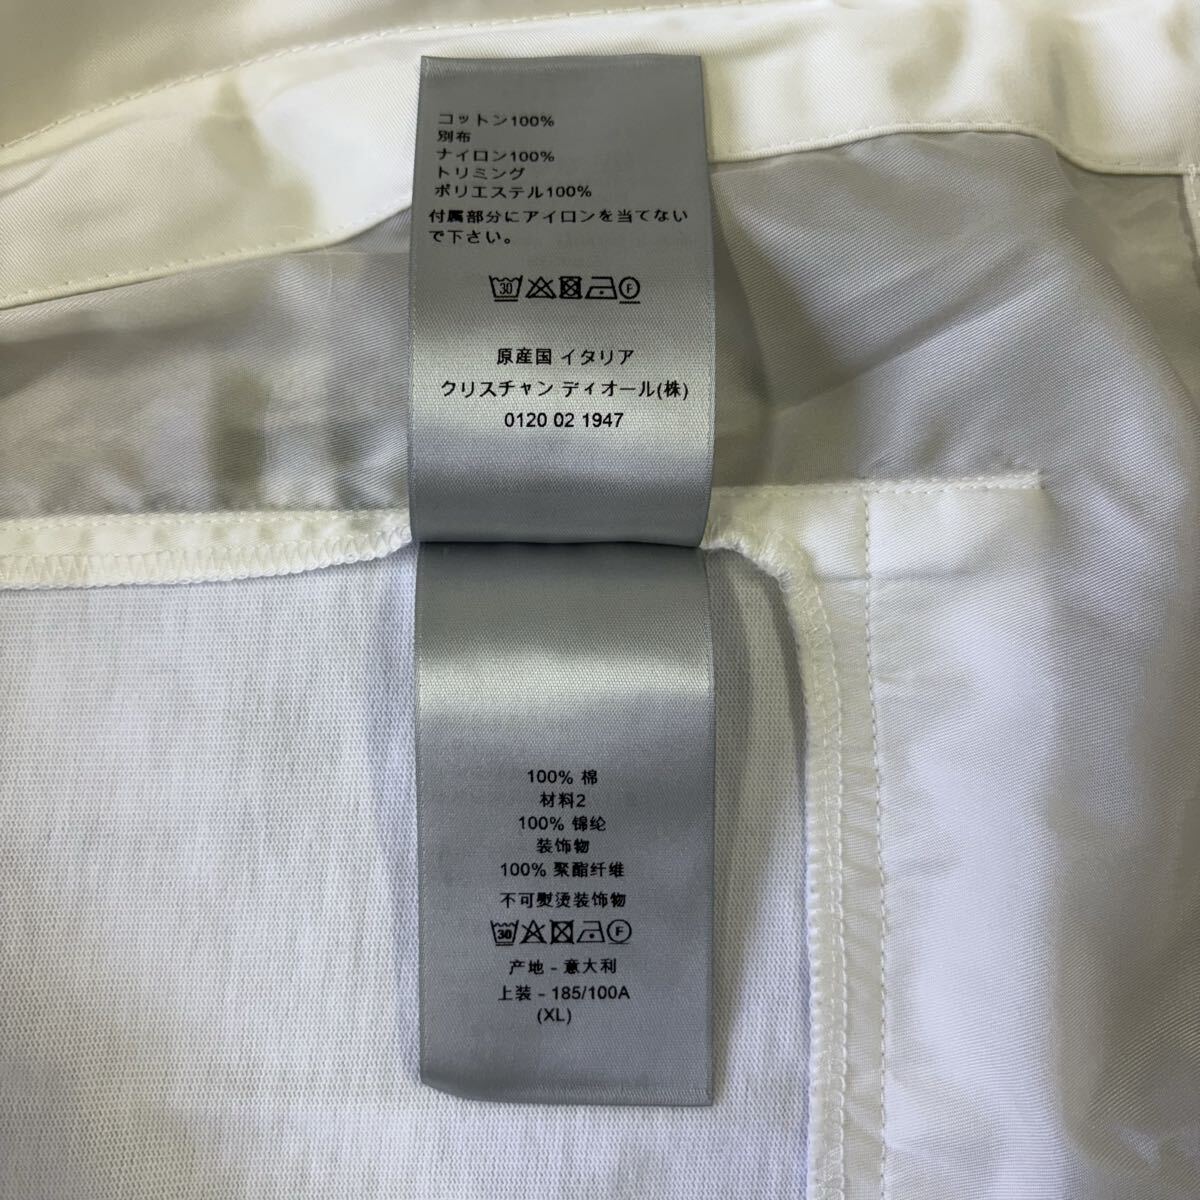 コットン100%
別布
ナイロン100%
トリミング
ポリエステル100%
付属部分にアイロンを当てない
で下さい。
30 F
原産国 イタリア
クリスチャン ディオール(株)
0120 02 1947
100% 棉
材料2
100% 锦纶
装饰物
100% 聚酯纤维
不可熨烫装饰物
30 F
产地 - 意大利
上装 - 185/100A
(XL)